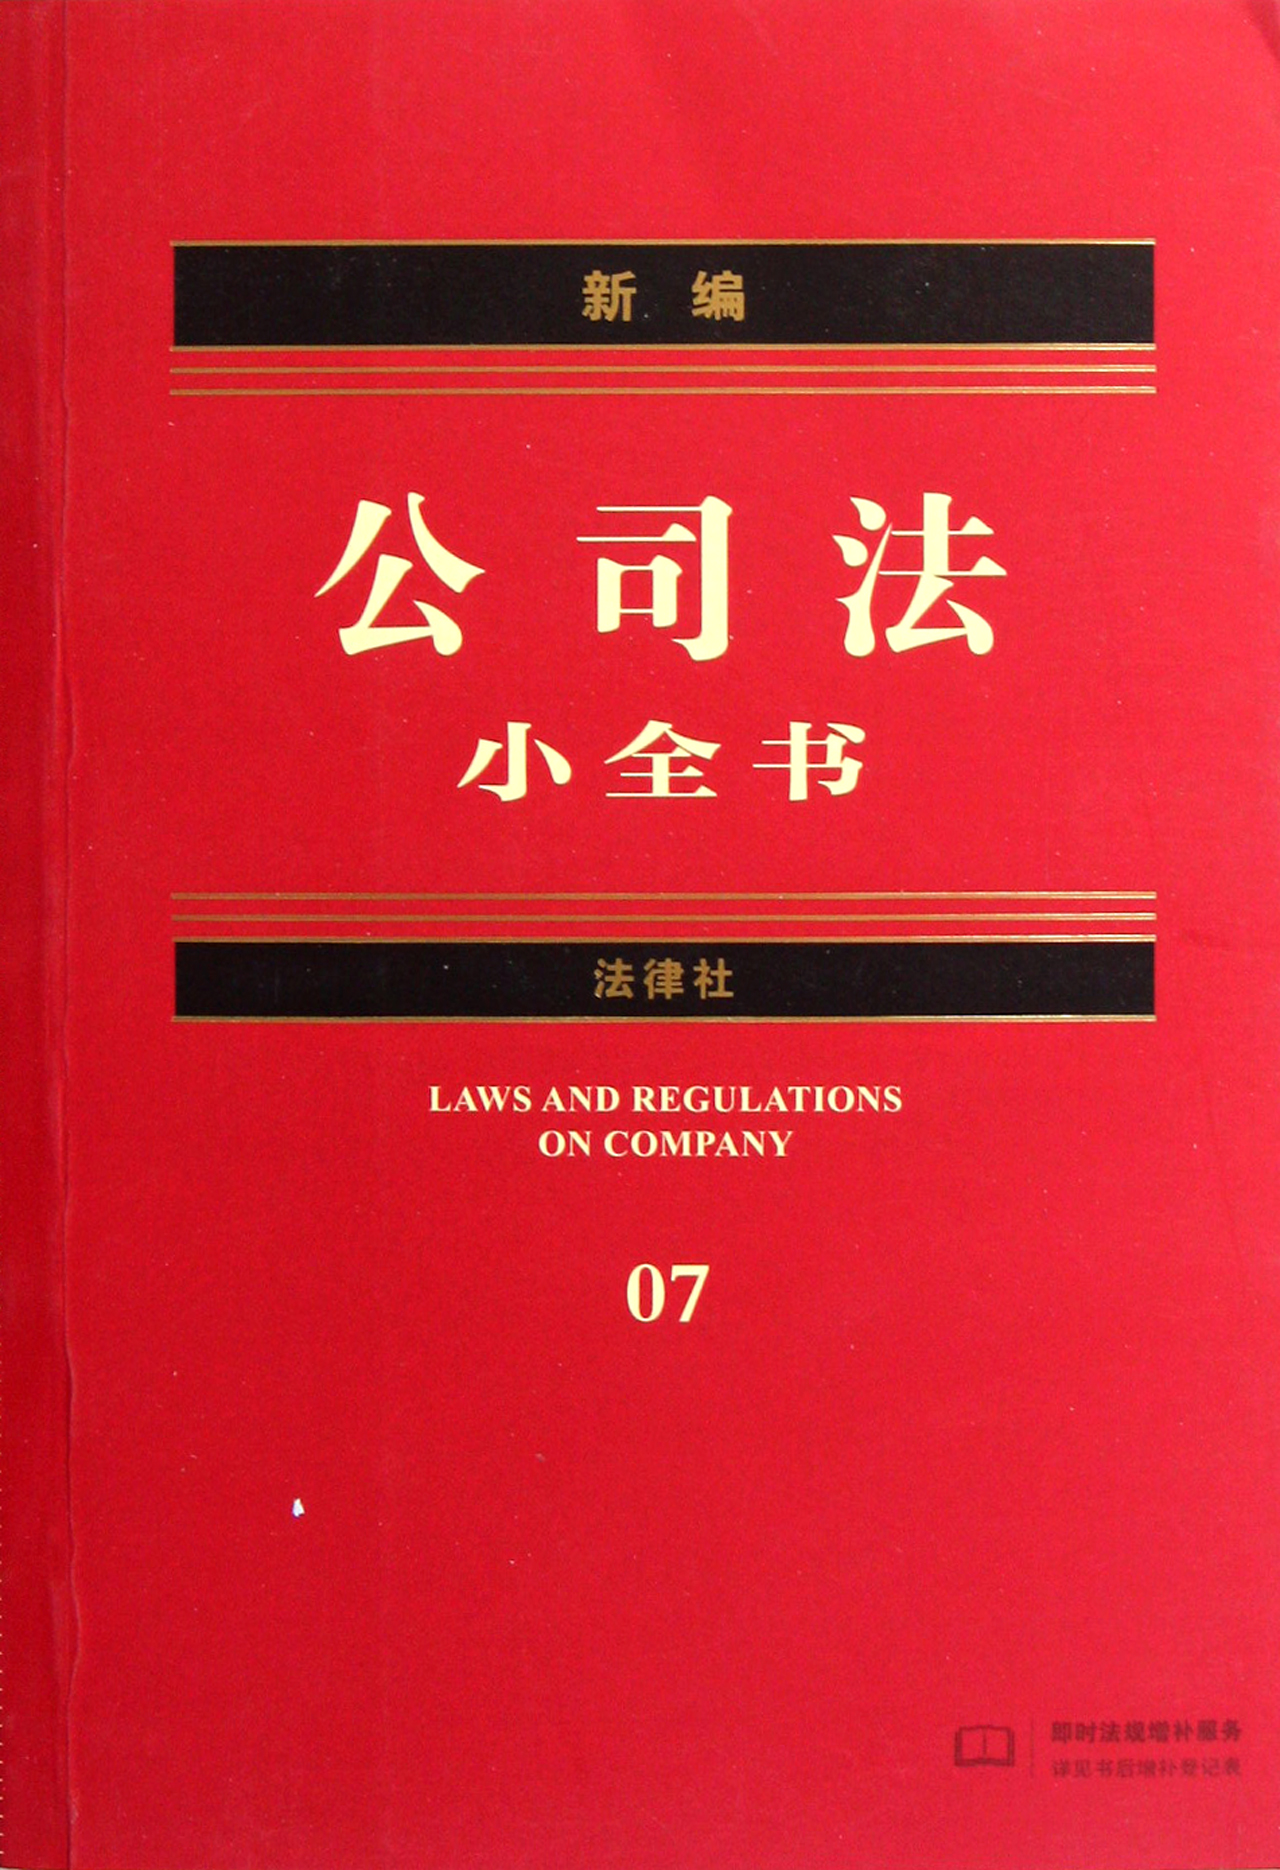 新编
公司法
小全书
法律社
LAWS AND REGULATIONS
ON COMPANY
07
即时法规增补服务
详见书后增补登记表